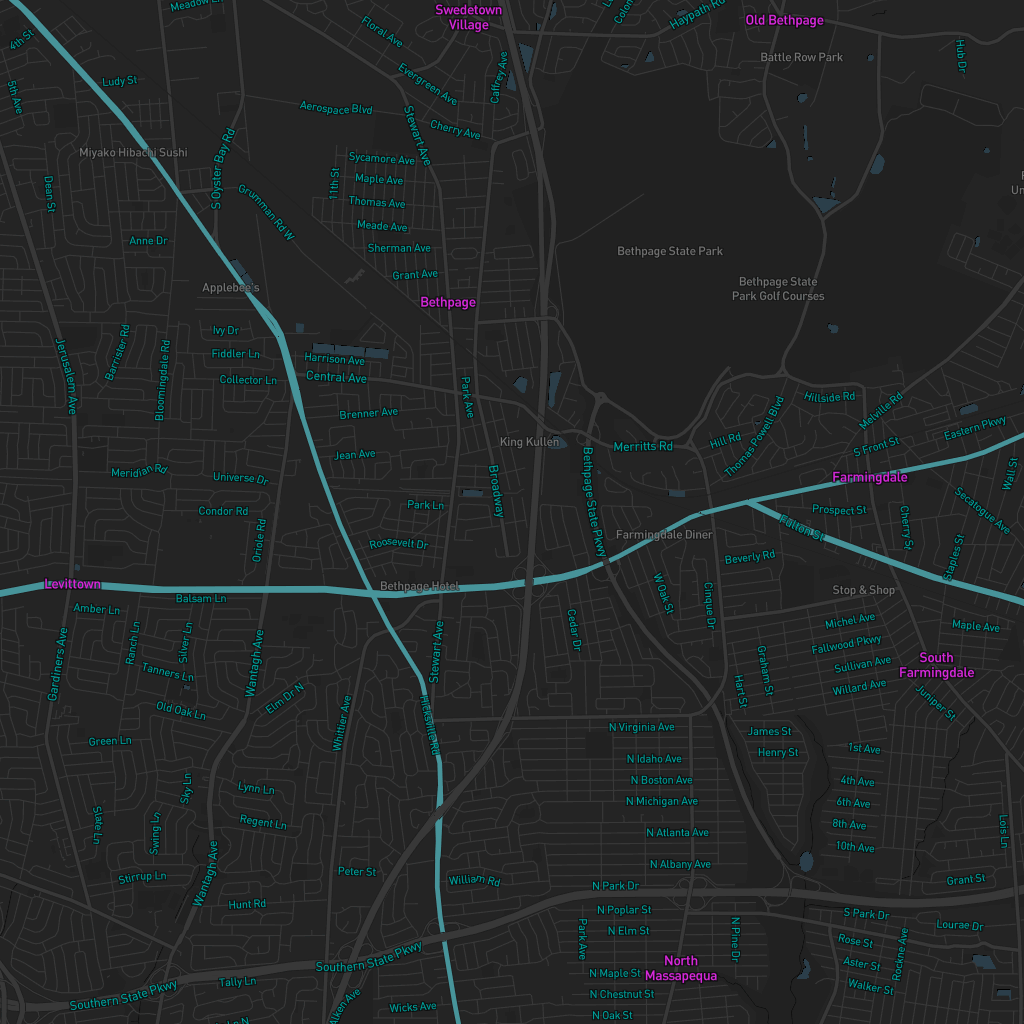 Meadow Ln
Swedetown
Village
Haypath Rd
Old Bethpage
4th St
Floral Ave
Battle Row Park
Hub Dr
Ludy St
5th Ave
Evergreen Ave
Caffrey Ave
Aerospace Blvd
Cherry Ave
Stewart Ave
Miyako Hibachi Sushi
S Oyster Bay Rd
Sycamore Ave
Maple Ave
11th St
Thomas Ave
Dean St
Grumman Rd W
Meade Ave
Anne Dr
Sherman Ave
Bethpage State Park
Grant Ave
Applebee's
Bethpage State
Park Golf Courses
Bethpage
Ivy Dr
Barrister Rd
Bloomingdale Rd
Fiddler Ln
Harrison Ave
Jerusalem Ave
Collector Ln
Central Ave
Park Ave
Brenner Ave
Hillside Rd
Melville Rd
Thomas Powell Blvd
Eastern Pkwy
King Kullen
Merritts Rd
Hill Rd
S Front St
Jean Ave
Meridian Rd
Universe Dr
Broadway
Bethpage State Pkwy
Farmingdale
Wall St
Park Ln
Secatogue Ave
Condor Rd
Prospect St
Fulton St
Cherry St
Oriole Rd
Roosevelt Dr
Farmingdale Diner
Beverly Rd
Staples St
Levittown
Bethpage Hotel
Stop & Shop
W Oak St
Cinque Dr
Balsam Ln
Amber Ln
Michel Ave
Maple Ave
Ranch Ln
Silver Ln
Cedar Dr
Fallwood Pkwy
Gardiners Ave
Wantagh Ave
Stewart Ave
Graham St
Sullivan Ave
South
Farmingdale
Tanners Ln
Willard Ave
Hart St
Elm Dr N
Juniper St
Old Oak Ln
Whittier Ave
Hicksville Rd
N Virginia Ave
James St
Green Ln
1st Ave
Henry St
N Idaho Ave
Sky Ln
Lynn Ln
N Boston Ave
4th Ave
N Michigan Ave
6th Ave
Slate Ln
Swing Ln
Regent Ln
8th Ave
N Atlanta Ave
Lois Ln
10th Ave
N Albany Ave
Peter St
Stirrup Ln
Wantagh Ave
William Rd
Grant St
N Park Dr
Hunt Rd
N Poplar St
S Park Dr
Lourae Dr
N Elm St
Park Ave
N Pine Dr
Rose St
Rockne Ave
Southern State Pkwy
North
Massapequa
Aster St
N Maple St
Tally Ln
Walker St
Southern State Pkwy
N Chestnut St
Wicks Ave
N Oak St